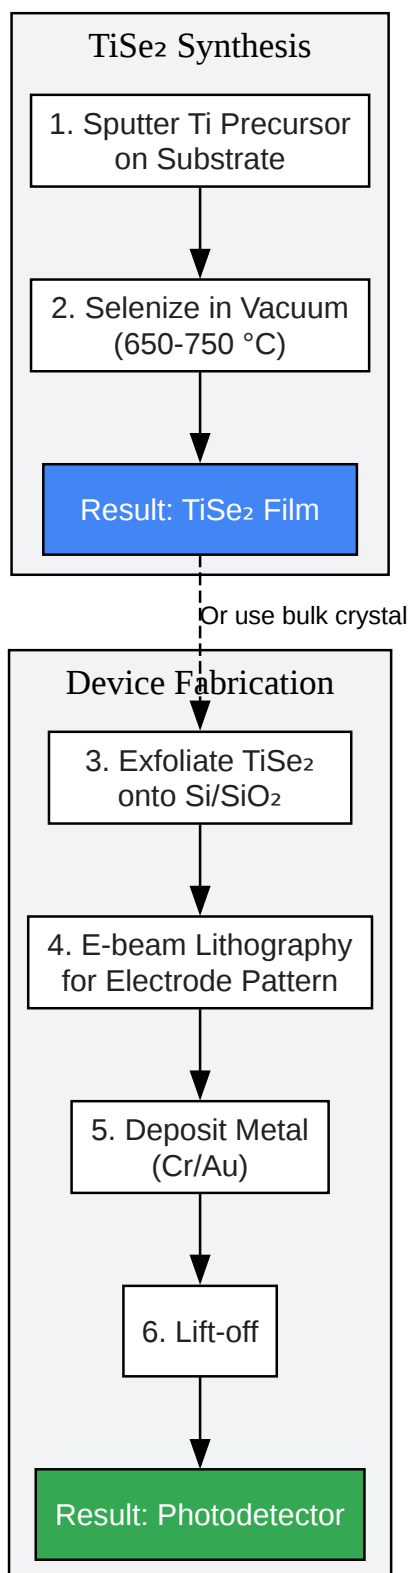 TiSe₂ Synthesis
1. Sputter Ti Precursor
on Substrate
2. Selenize in Vacuum
(650-750 °C)
Result: TiSe₂ Film
Or use bulk crystal
Device Fabrication
3. Exfoliate TiSe₂
onto Si/SiO₂
4. E-beam Lithography
for Electrode Pattern
5. Deposit Metal
(Cr/Au)
6. Lift-off
Result: Photodetector